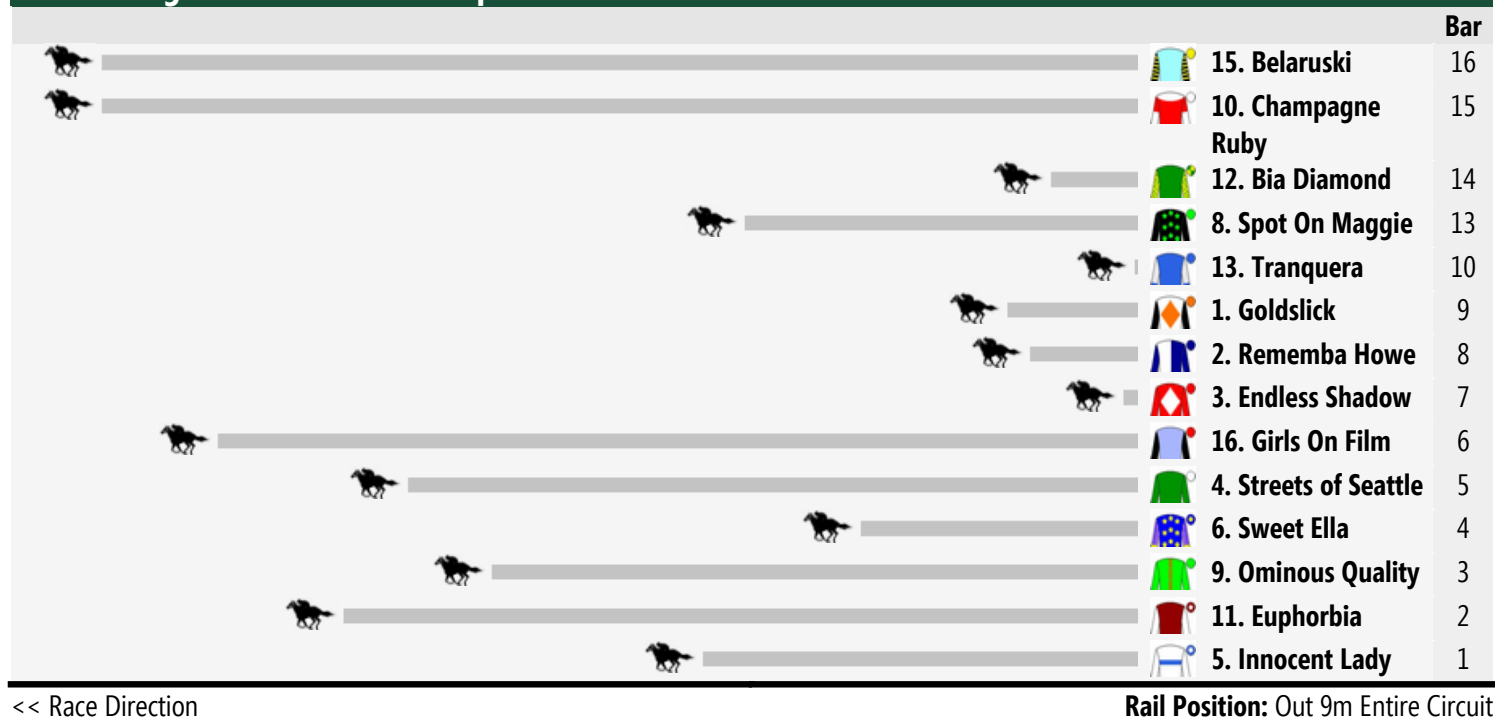 Bar
15. Belaruski 16
10. Champagne 15
Ruby
12. Bia Diamond 14
8. Spot On Maggie 13
13. Tranquera 10
1. Goldslick 9
2. Rememba Howe 8
3. Endless Shadow 7
16. Girls On Film 6
4. Streets of Seattle 5
6. Sweet Ella 4
9. Ominous Quality 3
11. Euphorbia 2
5. Innocent Lady 1
<< Race Direction Rail Position: Out 9m Entire Circuit